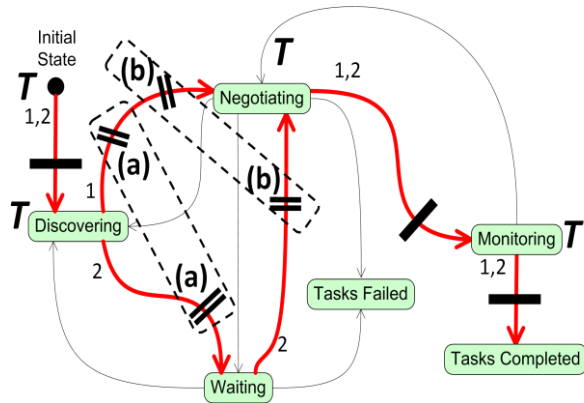 Initial
State
T
1,2
(b)
T
1,2
Negotiating
(a)
(b)
1
T
Discovering
2
(a)
Monitoring
T
1,2
Tasks Failed
2
Tasks Completed
Waiting